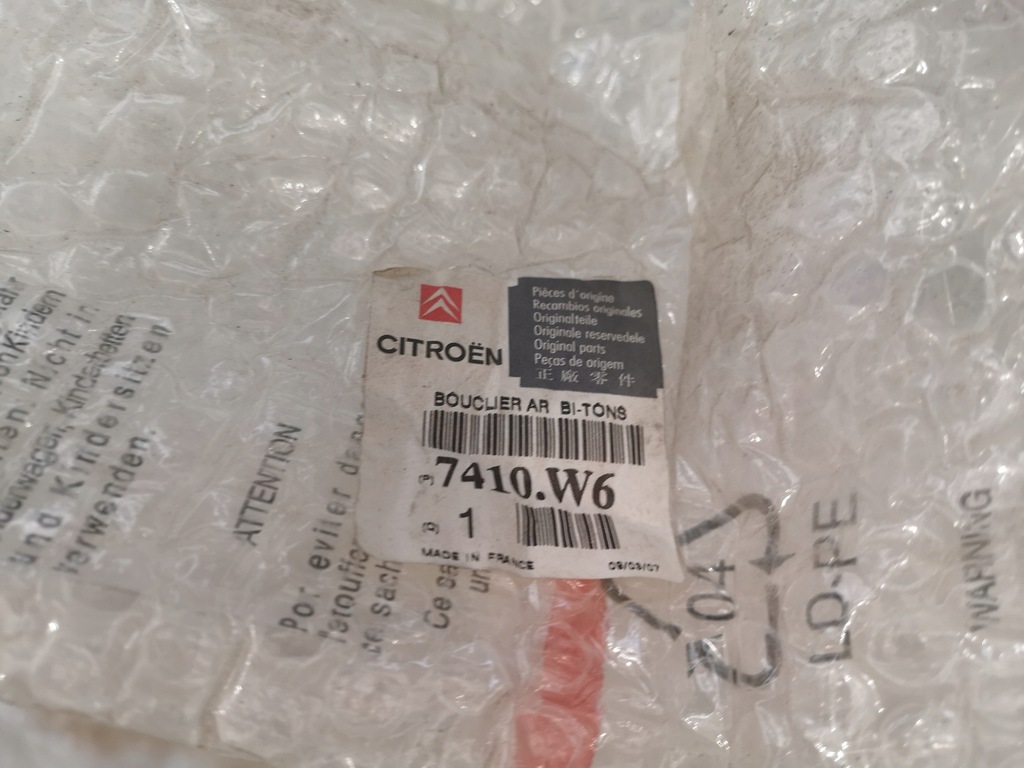 CITROËN
Pièces d'origine
Recambios originales
Originalteile
Originale reservedele
Original parts
Peças de origem
正廠零件
BOUCLIER AR BI-TONS
(P) 7410.W6
(Q) 1
MADE IN FRANCE
und Kindersitzen
verwenden.
ATTENTION
Ce
04
LD-PE
WARNING